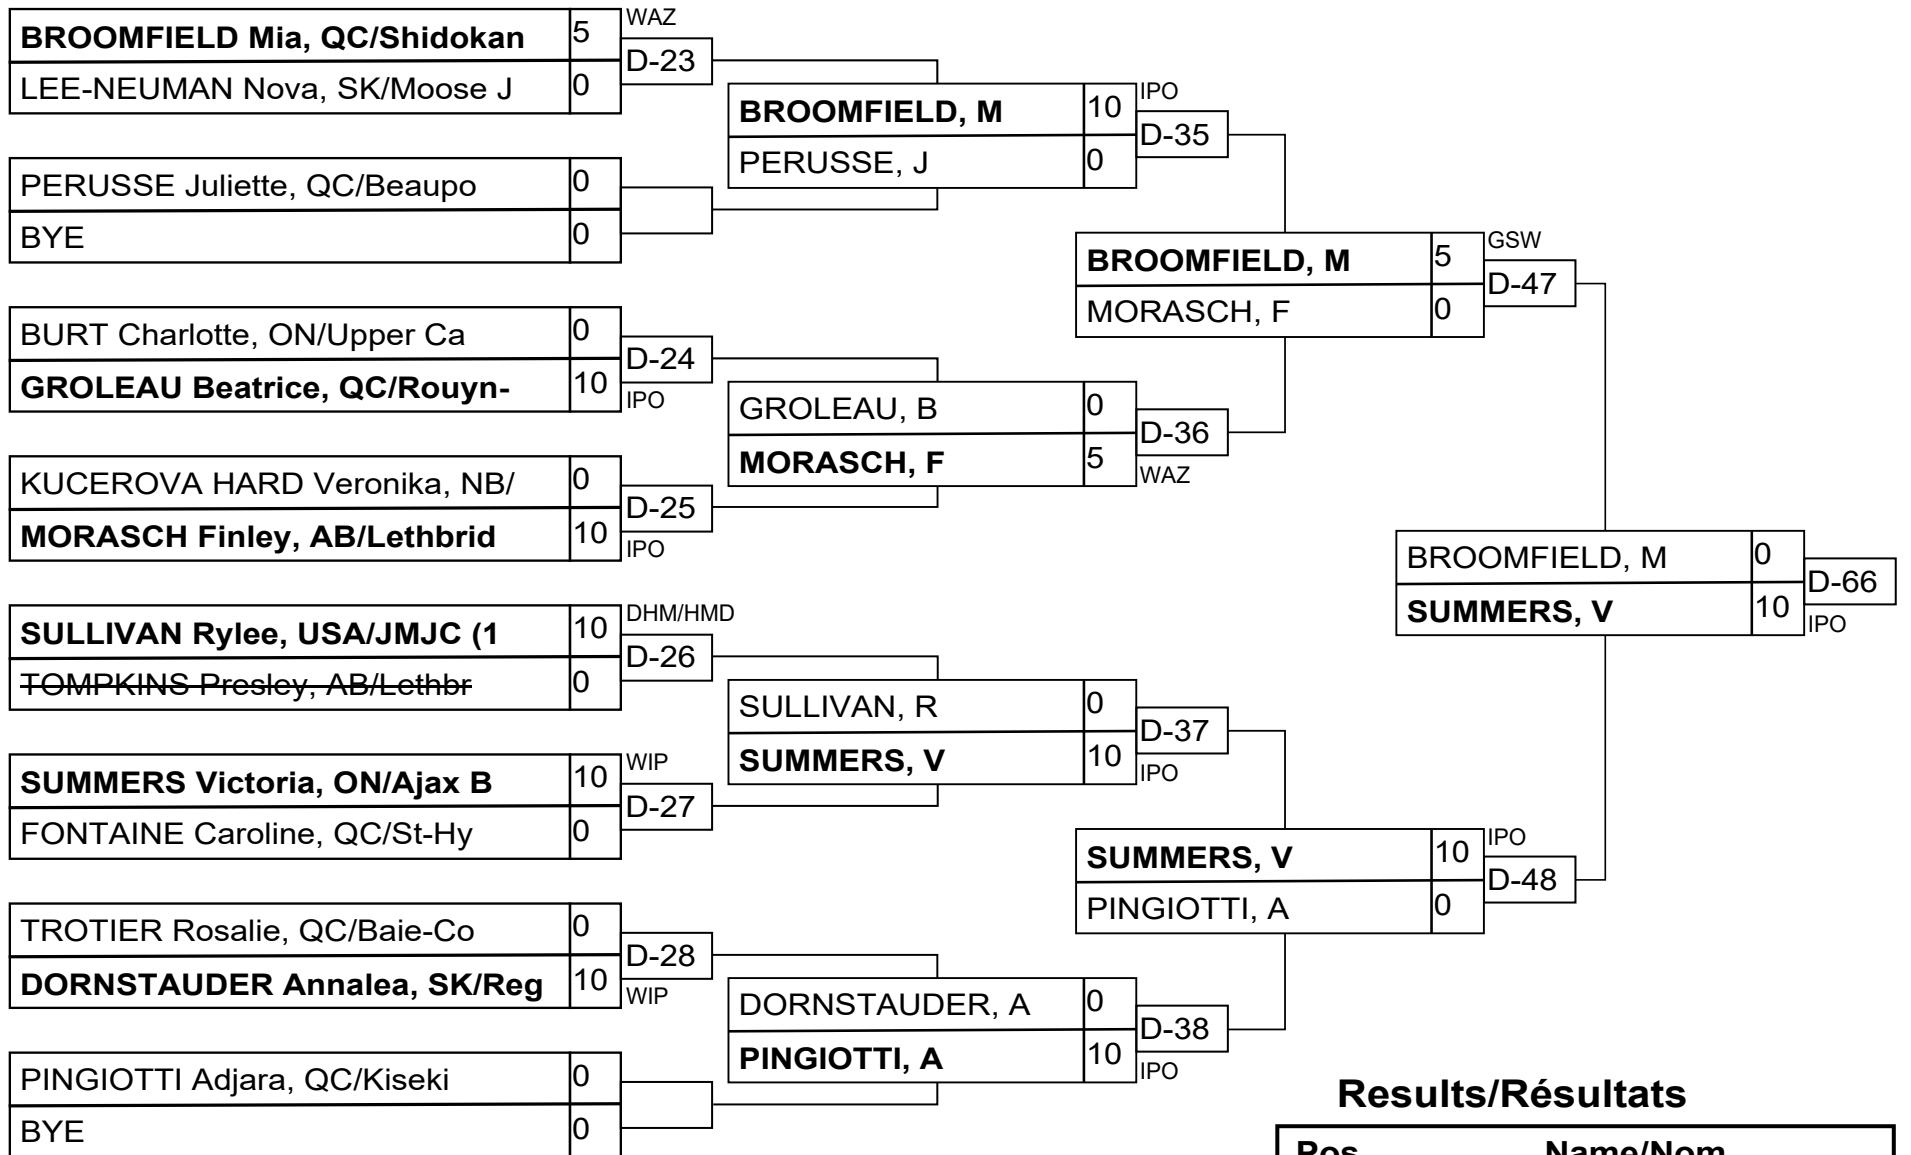 BROOMFIELD Mia, QC/Shidokan 5 WAZ
D-23
LEE-NEUMAN Nova, SK/Moose J 0
PERUSSE Juliette, QC/Beaupo 0
BYE 0
BURT Charlotte, ON/Upper Ca 0
D-24
GROLEAU Beatrice, QC/Rouyn- 10 IPO
KUCEROVA HARD Veronika, NB/ 0
D-25
MORASCH Finley, AB/Lethbrid 10 IPO
SULLIVAN Rylee, USA/JMJC (1 10 DHM/HMD
D-26
TOMPKINS Presley, AB/Lethbr 0
SUMMERS Victoria, ON/Ajax B 10 WIP
D-27
FONTAINE Caroline, QC/St-Hy 0
TROTIER Rosalie, QC/Baie-Co 0
D-28
DORNSTAUDER Annalea, SK/Reg 10 WIP
PINGIOTTI Adjara, QC/Kiseki 0
BYE 0
BROOMFIELD, M 10 IPO
D-35
PERUSSE, J 0
GROLEAU, B 0
D-36
MORASCH, F 5 WAZ
SULLIVAN, R 0
D-37
SUMMERS, V 10 IPO
DORNSTAUDER, A 0
D-38
PINGIOTTI, A 10 IPO
BROOMFIELD, M 5 GSW
D-47
MORASCH, F 0
SUMMERS, V 10 IPO
D-48
PINGIOTTI, A 0
BROOMFIELD, M 0
D-66
SUMMERS, V 10 IPO
Results/Résultats
Pos Name/Nom